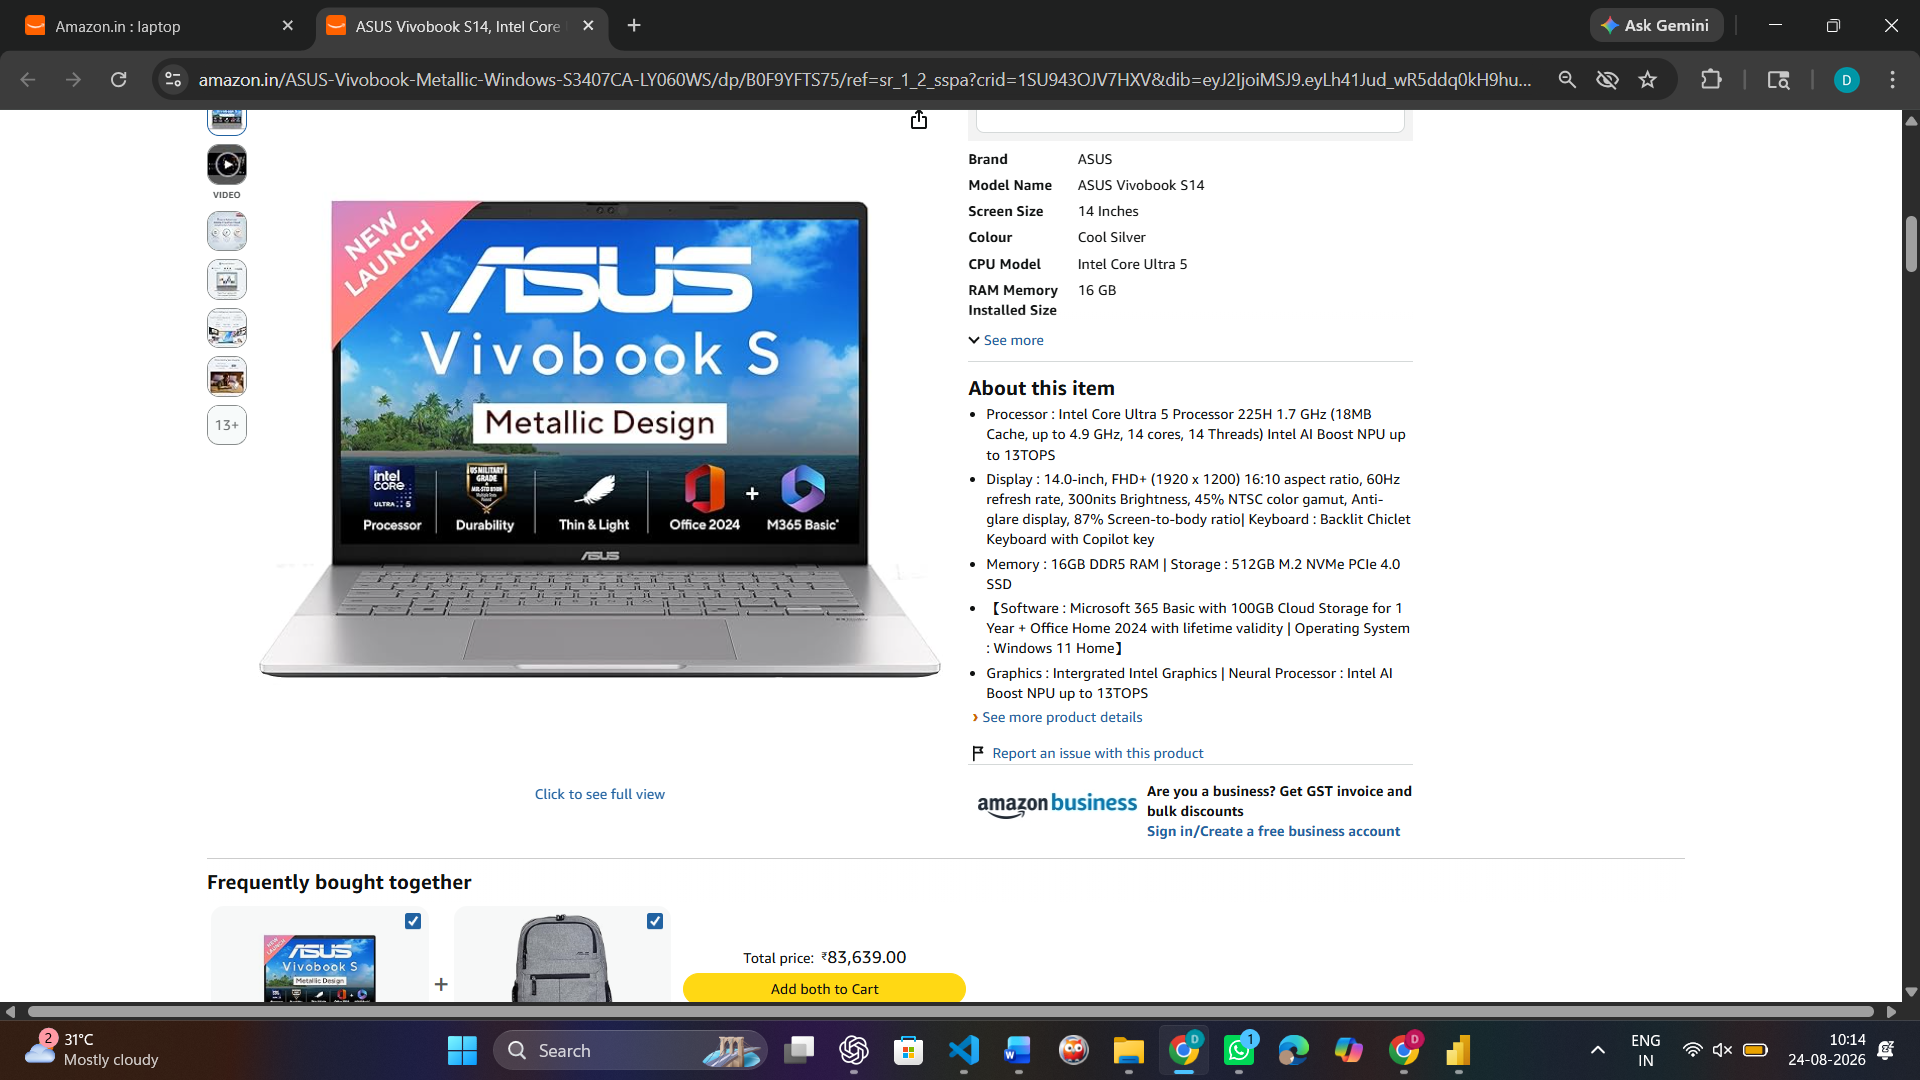 Amazon.in : laptop
ASUS Vivobook S14, Intel Core
Ask Gemini
amazon.in/ASUS-Vivobook-Metallic-Windows-S3407CA-LY060WS/dp/B0F9YFTS75/ref=sr_1_2_sspa?crid=1SU943OJV7HXV&dib=eyJ2IjoiMSJ9.eyLh41Jud_wR5ddq0kH9hu...
D
VIDEO
13+
NEW
LAUNCH
ASUS
Vivobook S
Metallic Design
intel
CORE
ULTRA 5
US MILITARY
GRADE
MIL-STD 810H
Processor
Durability
Thin & Light
Office 2024
+
M365 Basic*
ASUS
Click to see full view
Brand ASUS
Model Name ASUS Vivobook S14
Screen Size 14 Inches
Colour Cool Silver
CPU Model Intel Core Ultra 5
RAM Memory 16 GB
Installed Size
See more
About this item
• Processor : Intel Core Ultra 5 Processor 225H 1.7 GHz (18MB
Cache, up to 4.9 GHz, 14 cores, 14 Threads) Intel AI Boost NPU up
to 13TOPS
• Display : 14.0-inch, FHD+ (1920 x 1200) 16:10 aspect ratio, 60Hz
refresh rate, 300nits Brightness, 45% NTSC color gamut, Anti-
glare display, 87% Screen-to-body ratio| Keyboard : Backlit Chiclet
Keyboard with Copilot key
• Memory : 16GB DDR5 RAM | Storage : 512GB M.2 NVMe PCIe 4.0
SSD
• 【Software : Microsoft 365 Basic with 100GB Cloud Storage for 1
Year + Office Home 2024 with lifetime validity | Operating System
: Windows 11 Home】
• Graphics : Intergrated Intel Graphics | Neural Processor : Intel AI
Boost NPU up to 13TOPS
› See more product details
Report an issue with this product
amazon business
Are you a business? Get GST invoice and
bulk discounts
Sign in/Create a free business account
Frequently bought together
ASUS
Vivobook S
Metallic Design
+
Total price: ₹83,639.00
Add both to Cart
2
31°C
Mostly cloudy
Search
D
1
D
ENG
IN
10:14
24-08-2026